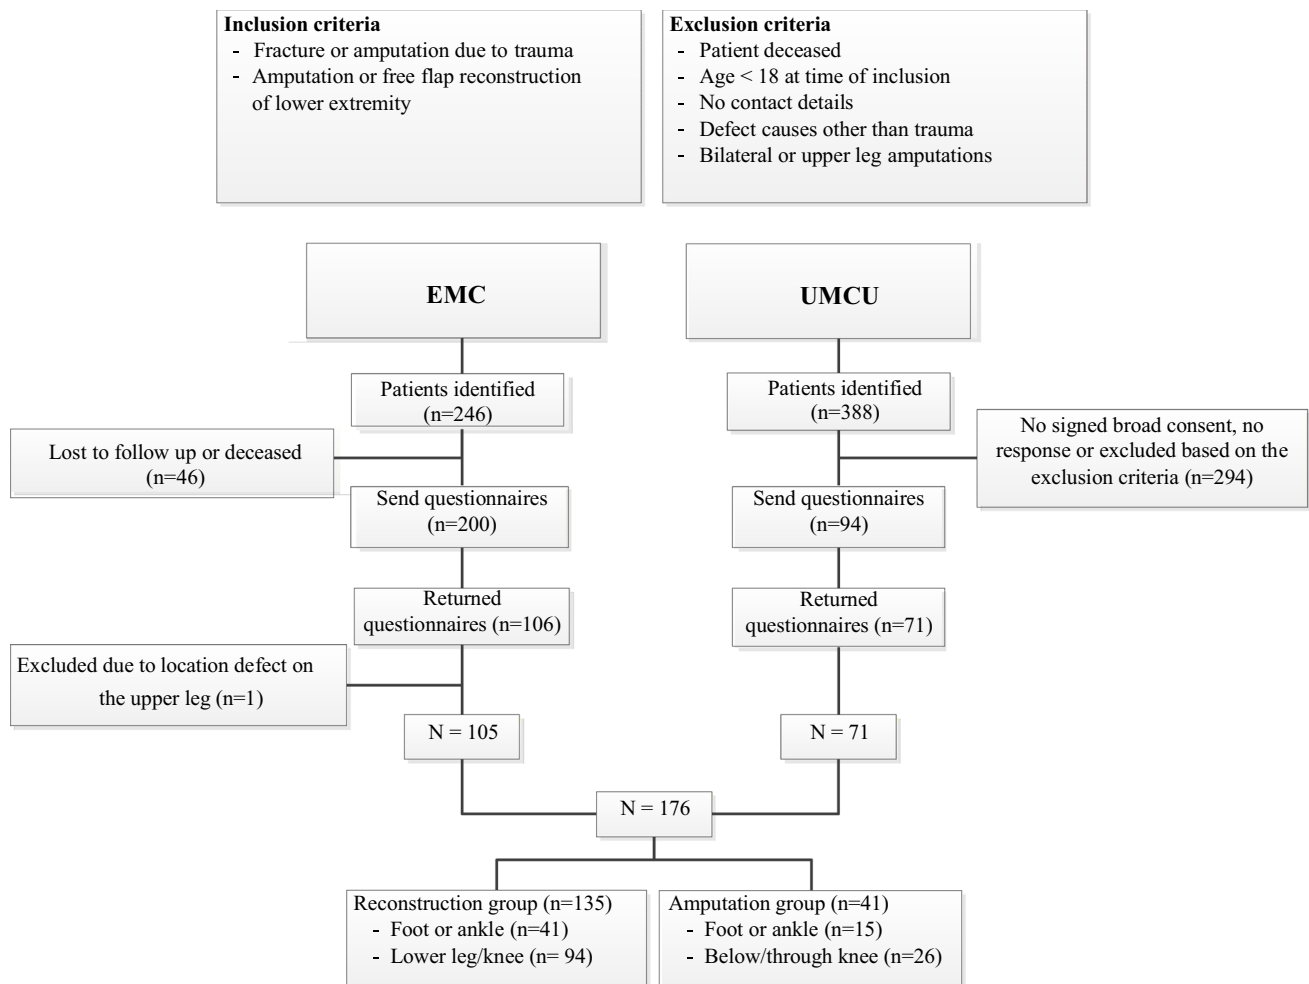 Inclusion criteria
- Fracture or amputation due to trauma
- Amputation or free flap reconstruction
of lower extremity
Exclusion criteria
- Patient deceased
- Age < 18 at time of inclusion
- No contact details
- Defect causes other than trauma
- Bilateral or upper leg amputations
EMC
UMCU
Patients identified
(n=246)
Patients identified
(n=388)
Lost to follow up or deceased
(n=46)
No signed broad consent, no
response or excluded based on the
exclusion criteria (n=294)
Send questionnaires
(n=200)
Send questionnaires
(n=94)
Returned
questionnaires (n=106)
Returned
questionnaires (n=71)
Excluded due to location defect on
the upper leg (n=1)
N = 105
N = 71
N = 176
Reconstruction group (n=135)
- Foot or ankle (n=41)
- Lower leg/knee (n= 94)
Amputation group (n=41)
- Foot or ankle (n=15)
- Below/through knee (n=26)